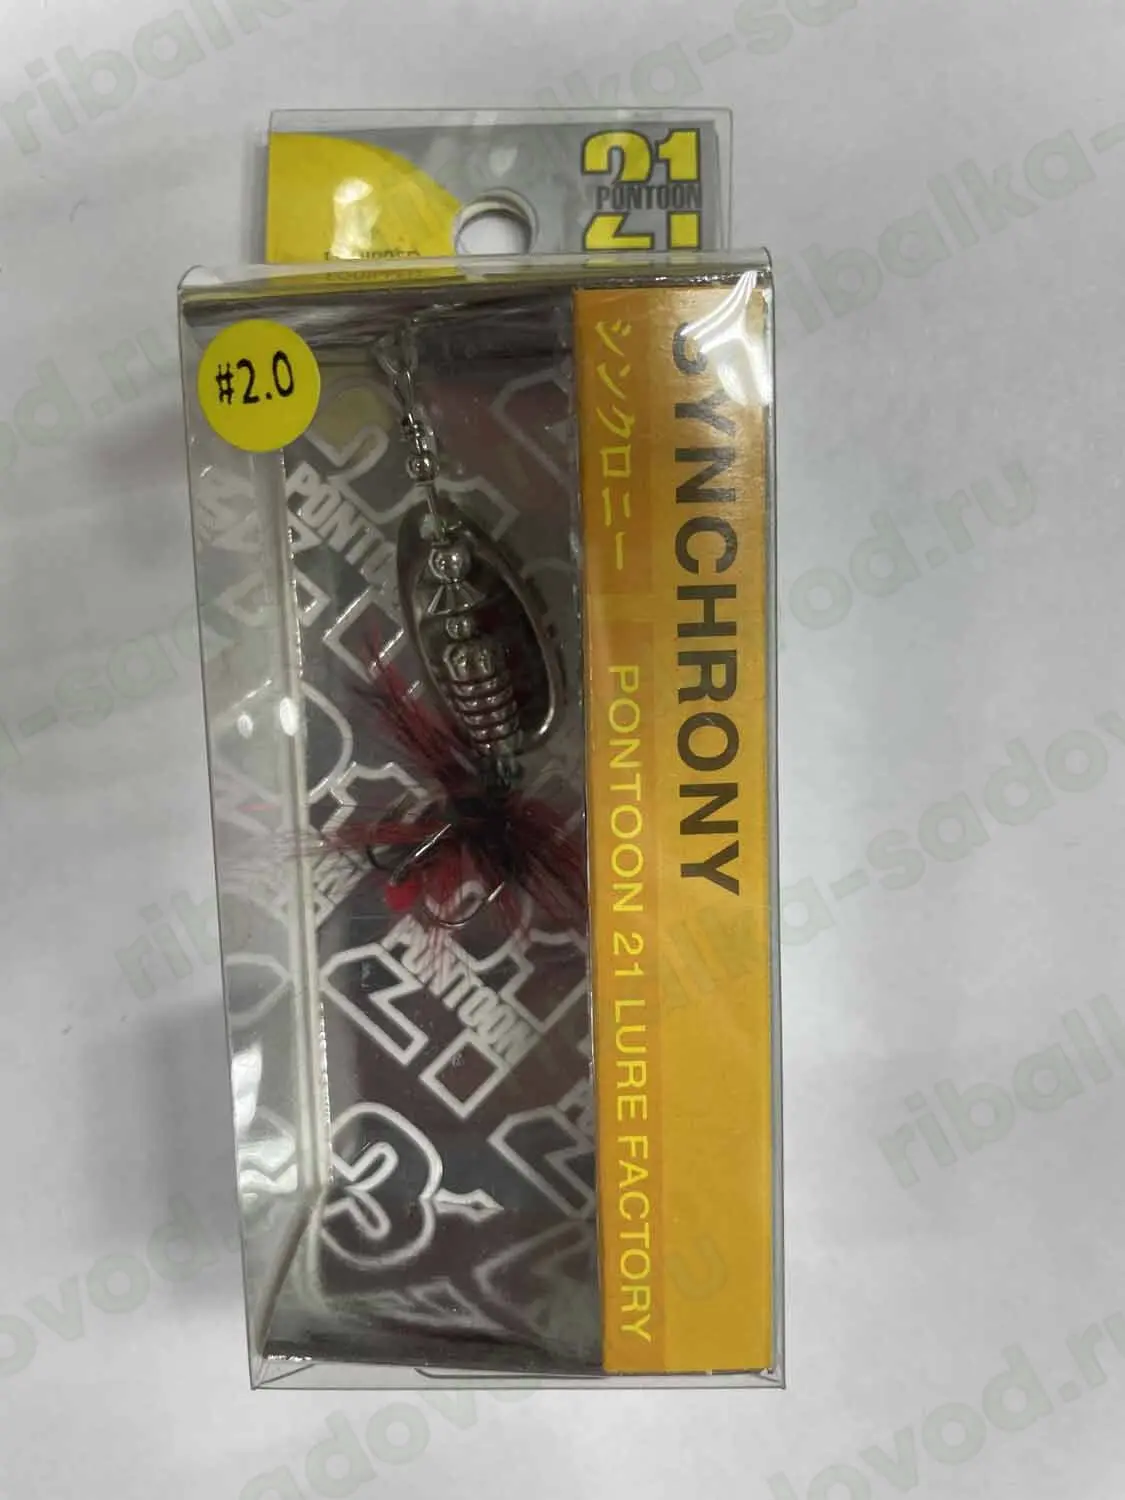 21
PONTOON
EQUIPPED
#2.0
SYNCHRONY
シンクロニー
PONTOON 21 LURE FACTORY
PONTOON
PONTOON
ribalka-sadovod.ru